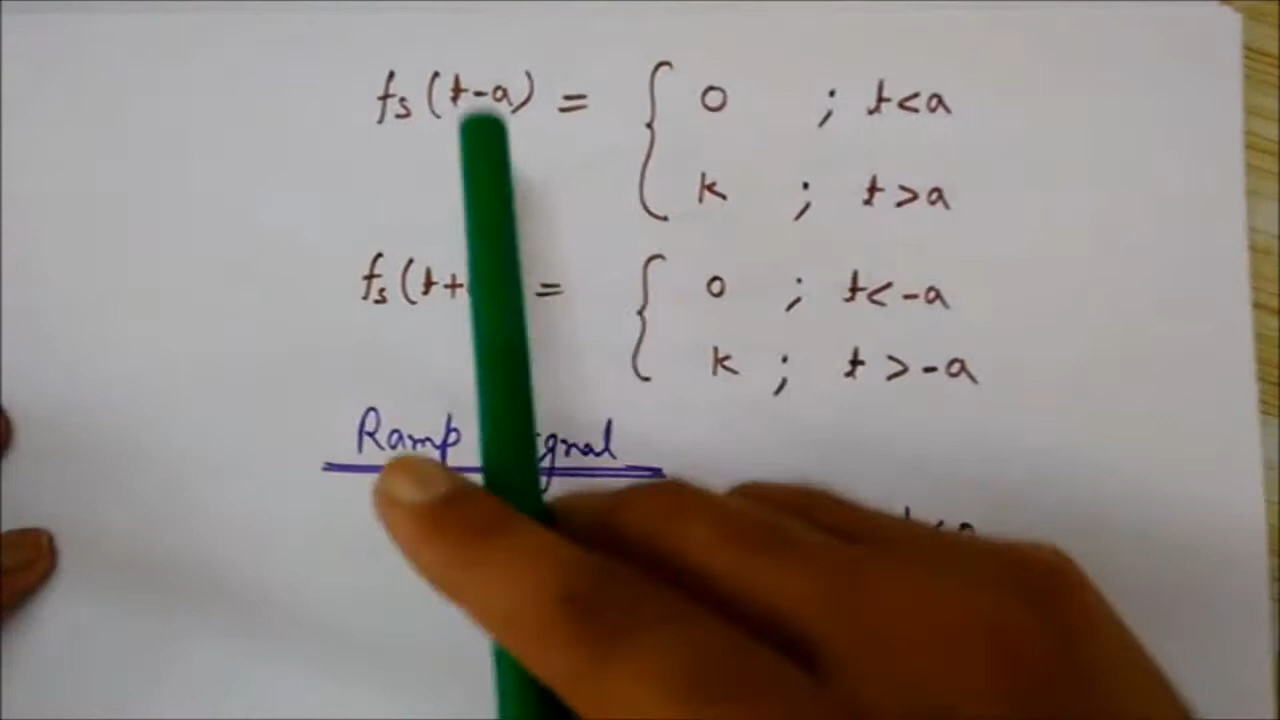 fs(t-a) = { 0 ; t<a
k ; t>a
fs(t+ = { 0 ; t<-a
k ; t>-a
Ramp